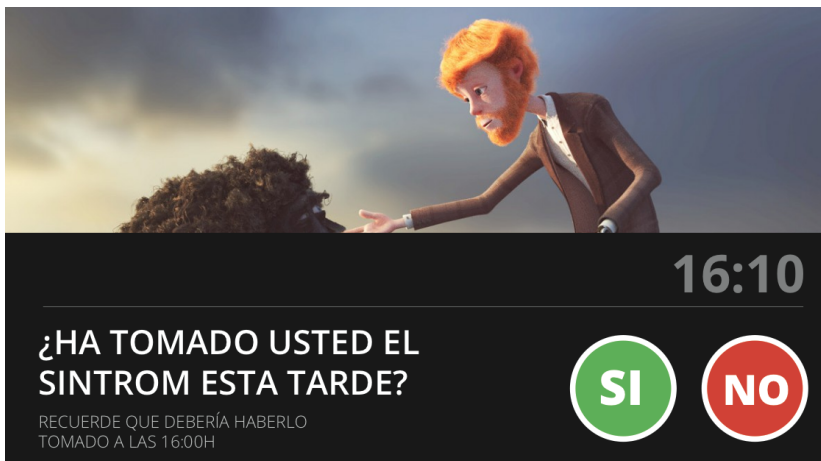 16:10
¿HA TOMADO USTED EL
SINTROM ESTA TARDE?
RECUERDE QUE DEBERÍA HABERLO
TOMADO A LAS 16:00H
SI
NO